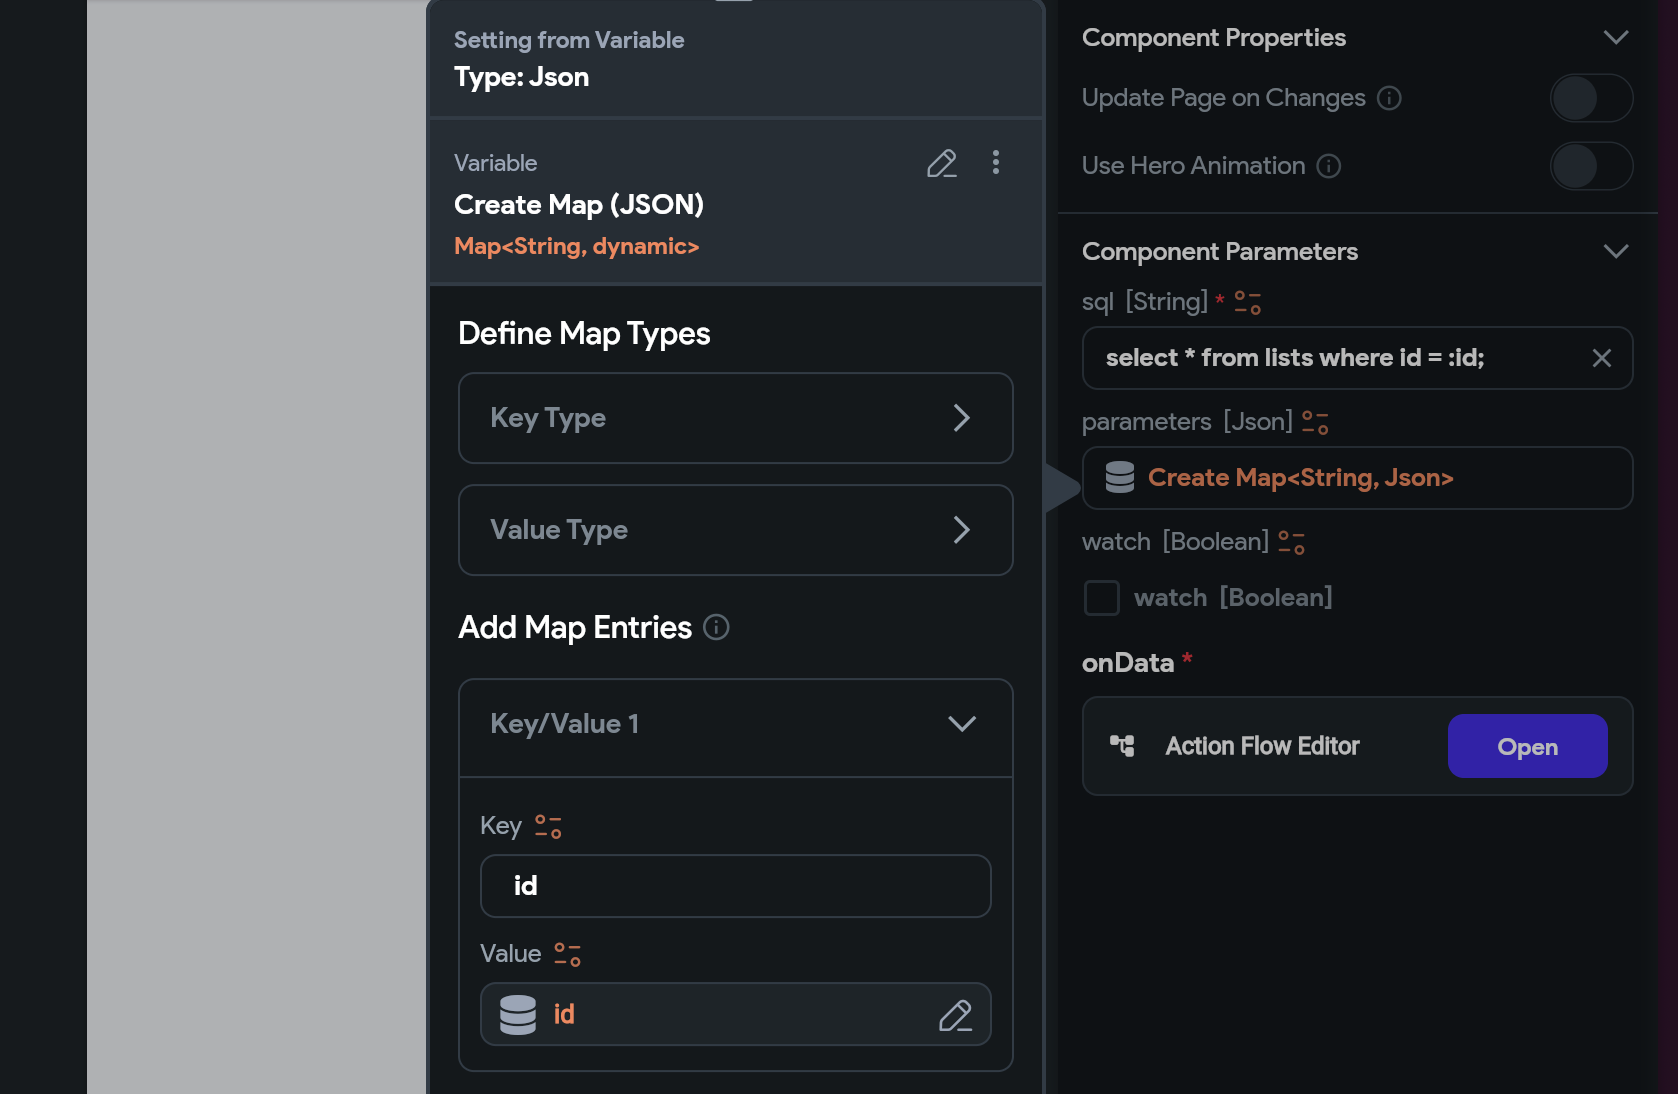 Setting from Variable
Type: Json
Variable
Create Map (JSON)
Map<String, dynamic>
Define Map Types
Key Type
Value Type
Add Map Entries
Key/Value 1
Key
id
Value
id
Component Properties
Update Page on Changes
Use Hero Animation
Component Parameters
sql [String] *
select * from lists where id = :id;
parameters [Json]
Create Map<String, Json>
watch [Boolean]
watch [Boolean]
onData *
Action Flow Editor
Open